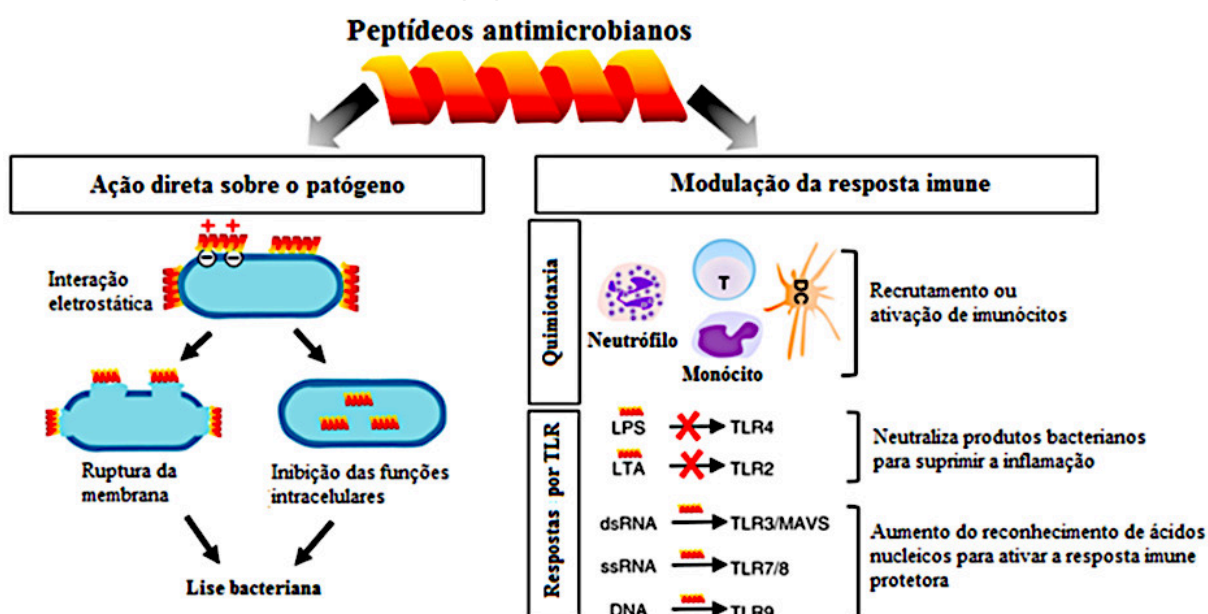 Peptídeos antimicrobianos
Ação direta sobre o patógeno
+ +
− −
Interação
eletrostática
Ruptura da
membrana
Inibição das funções
intracelulares
Lise bacteriana
Modulação da resposta imune
Quimiotaxia
Neutrófilo
T
Monócito
DC
Recrutamento ou
ativação de imunócitos
Respostas por TLR
LPS TLR4
LTA TLR2
Neutraliza produtos bacterianos
para suprimir a inflamação
dsRNA TLR3/MAVS
ssRNA TLR7/8
DNA TLR9
Aumento do reconhecimento de ácidos
nucleicos para ativar a resposta imune
protetora